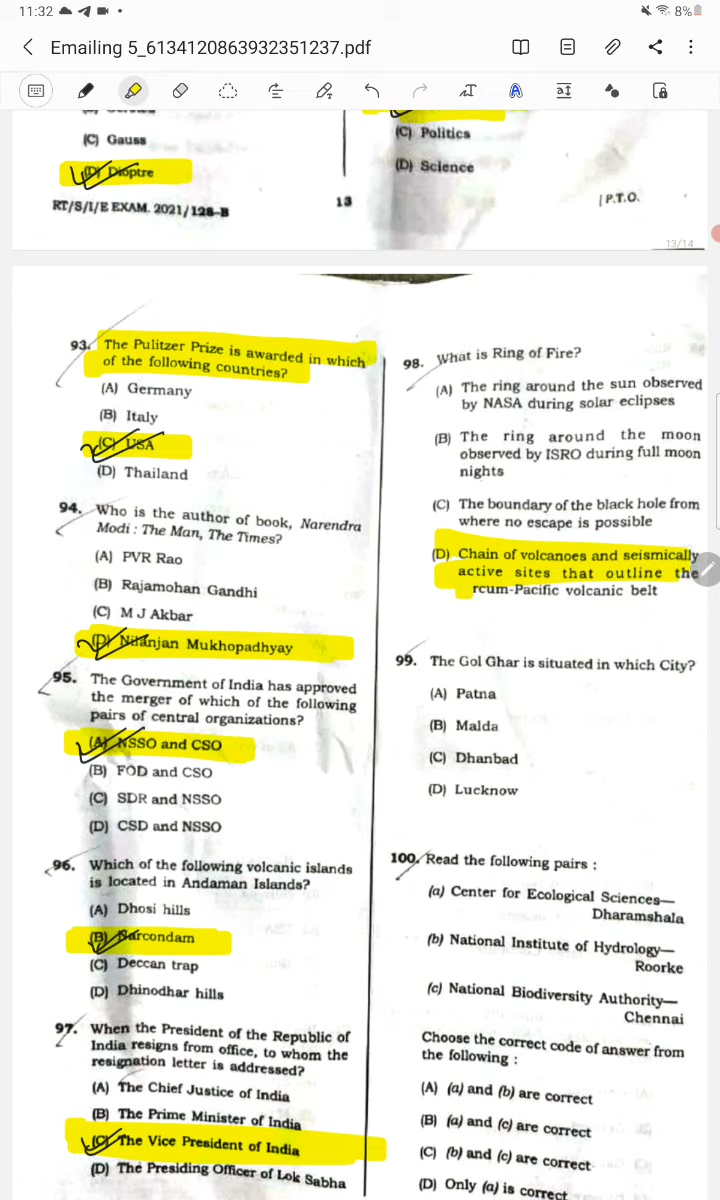 11:32
8%
Emailing 5_6134120863932351237.pdf
(C) Gauss
(D) Dioptre
RT/S/I/E EXAM. 2021/128-B
13
(C) Politics
(D) Science
[ P.T.O.
13/14
93. The Pulitzer Prize is awarded in which
of the following countries?
(A) Germany
(B) Italy
(C) USA
(D) Thailand
94. Who is the author of book, Narendra
Modi : The Man, The Times?
(A) PVR Rao
(B) Rajamohan Gandhi
(C) M J Akbar
(D) Nilanjan Mukhopadhyay
95. The Government of India has approved
the merger of which of the following
pairs of central organizations?
(A) NSSO and CSO
(B) FOD and CSO
(C) SDR and NSSO
(D) CSD and NSSO
96. Which of the following volcanic islands
is located in Andaman Islands?
(A) Dhosi hills
(B) Narcondam
(C) Deccan trap
(D) Dhinodhar hills
97. When the President of the Republic of
India resigns from office, to whom the
resignation letter is addressed?
(A) The Chief Justice of India
(B) The Prime Minister of India
(C) The Vice President of India
(D) The Presiding Officer of Lok Sabha
98. What is Ring of Fire?
(A) The ring around the sun observed
by NASA during solar eclipses
(B) The ring around the moon
observed by ISRO during full moon
nights
(C) The boundary of the black hole from
where no escape is possible
(D) Chain of volcanoes and seismically
active sites that outline the
rcum-Pacific volcanic belt
99. The Gol Ghar is situated in which City?
(A) Patna
(B) Malda
(C) Dhanbad
(D) Lucknow
100. Read the following pairs :
(a) Center for Ecological Sciences—
Dharamshala
(b) National Institute of Hydrology—
Roorke
(c) National Biodiversity Authority—
Chennai
Choose the correct code of answer from
the following :
(A) (a) and (b) are correct
(B) (a) and (c) are correct
(C) (b) and (c) are correct
(D) Only (a) is correct